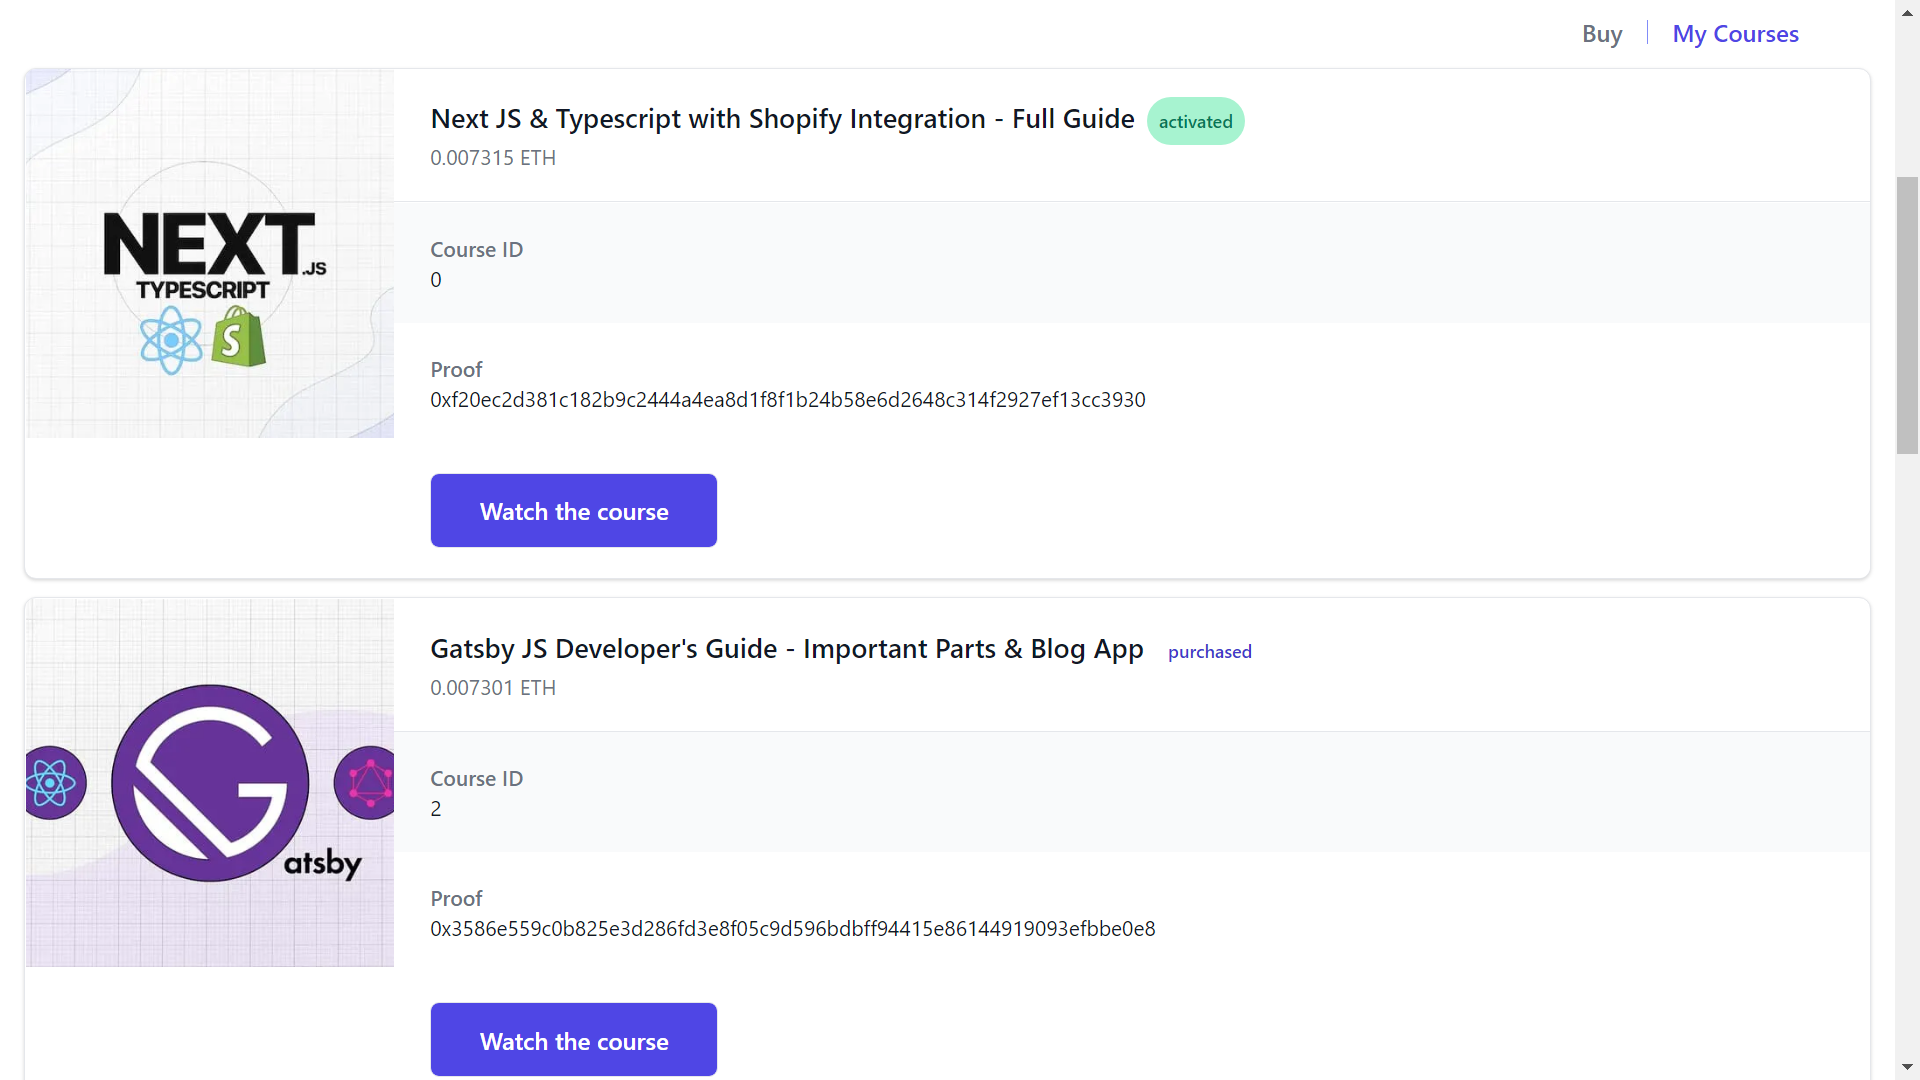 Buy
My Courses
Next JS & Typescript with Shopify Integration - Full Guide activated
0.007315 ETH
NEXT.JS
TYPESCRIPT
S
Course ID
0
Proof
0xf20ec2d381c182b9c2444a4ea8d1f8f1b24b58e6d2648c314f2927ef13cc3930
Watch the course
Gatsby JS Developer's Guide - Important Parts & Blog App purchased
0.007301 ETH
G
atsby
Course ID
2
Proof
0x3586e559c0b825e3d286fd3e8f05c9d596bdbff94415e86144919093efbbe0e8
Watch the course